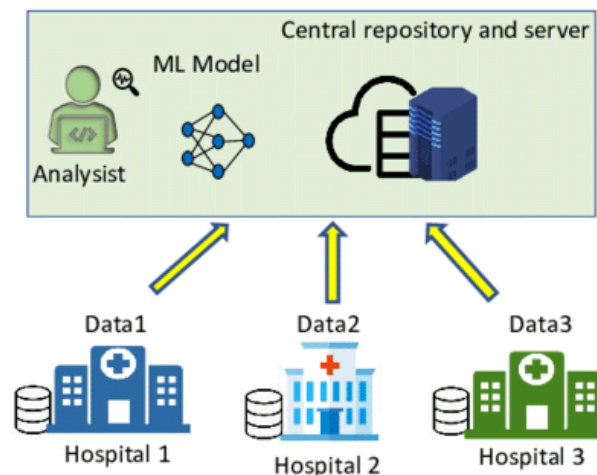 Central repository and server
ML Model
Analysist
Data1
Data2
Data3
Hospital 1
Hospital 2
Hospital 3